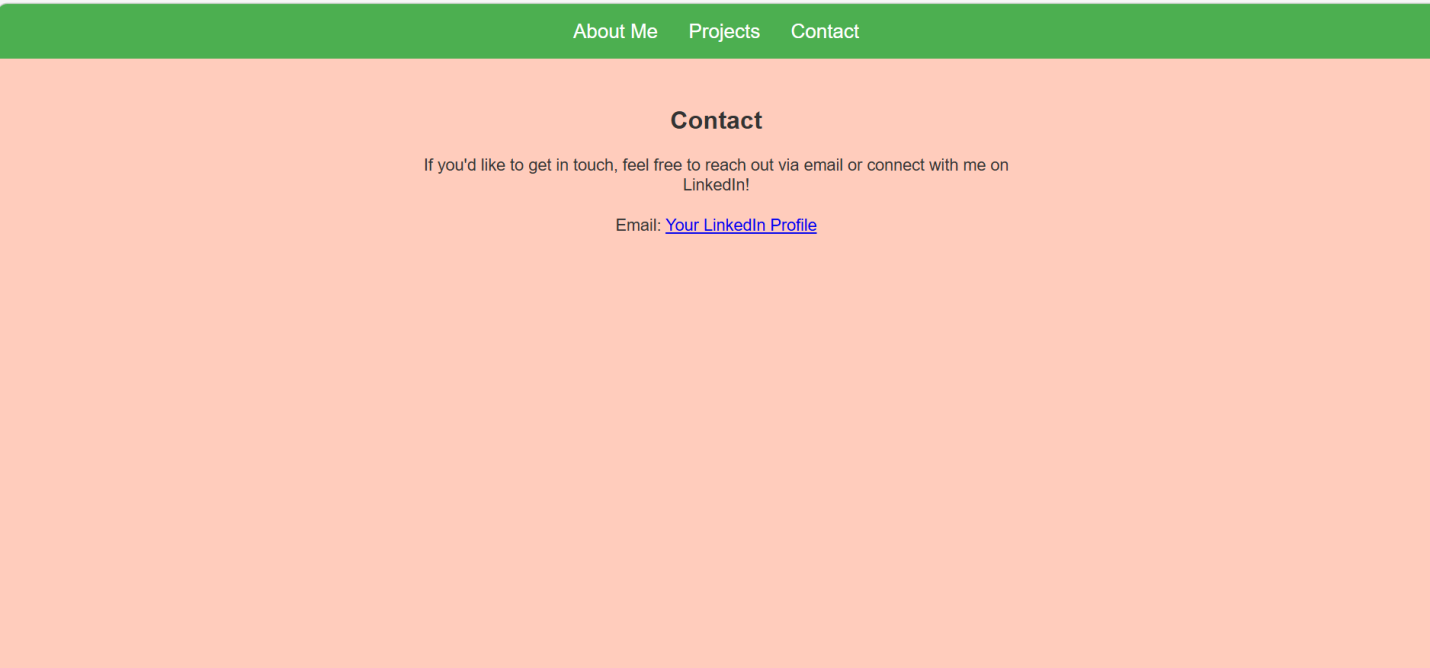 About Me Projects Contact
Contact
If you'd like to get in touch, feel free to reach out via email or connect with me on
LinkedIn!
Email: Your LinkedIn Profile